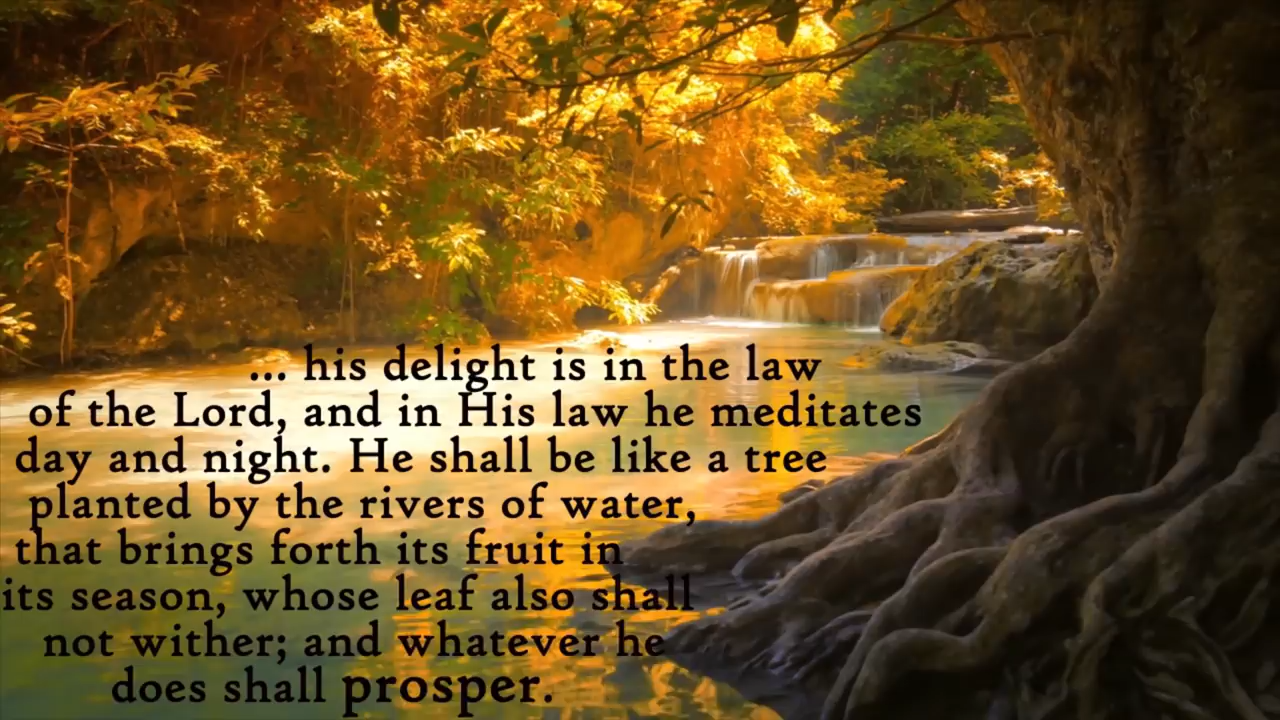 ... his delight is in the law
of the Lord, and in His law he meditates
day and night. He shall be like a tree
planted by the rivers of water,
that brings forth its fruit in
its season, whose leaf also shall
not wither; and whatever he
does shall prosper.